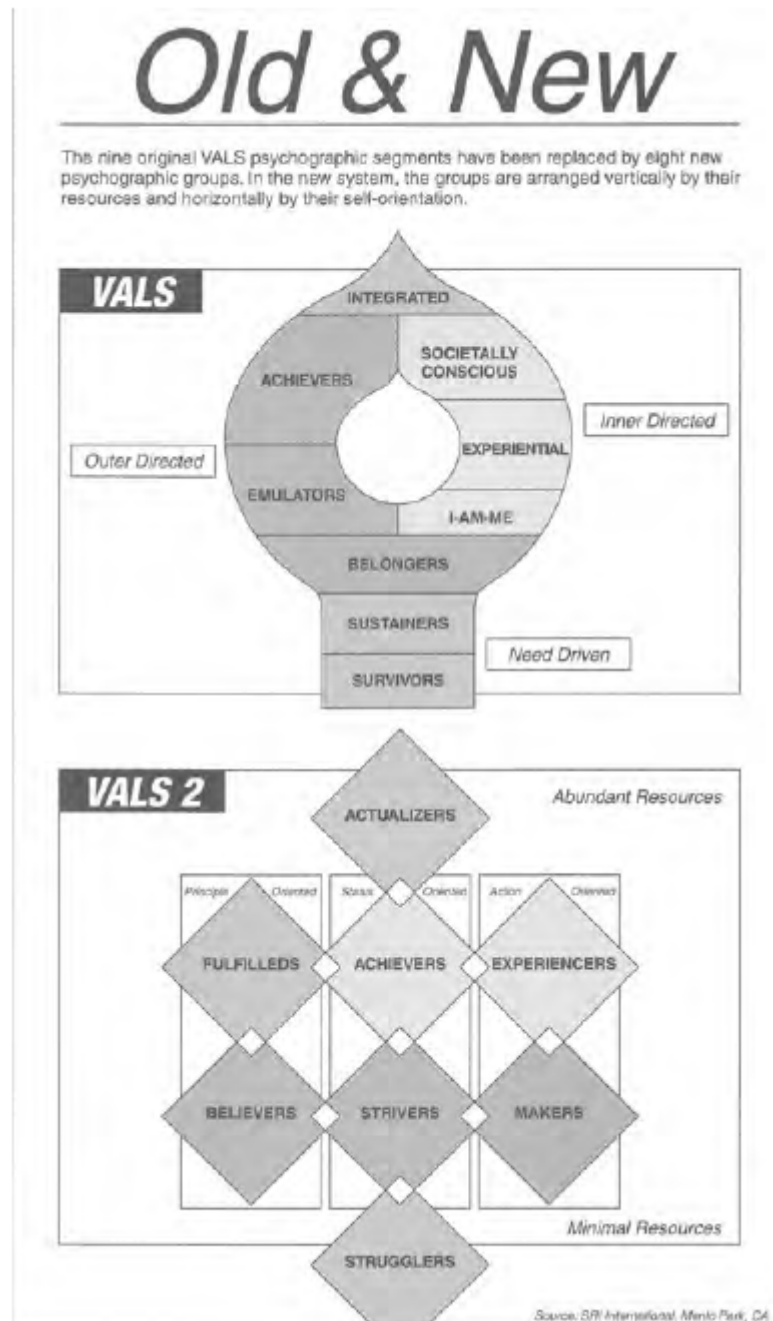 Old & New
The nine original VALS psychographic segments have been replaced by eight new
psychographic groups. In the new system, the groups are arranged vertically by their
resources and horizontally by their self-orientation.
VALS
INTEGRATED
ACHIEVERS
SOCIETALLY
CONSCIOUS
Inner Directed
Outer Directed
EXPERIENTIAL
EMULATORS
I-AM-ME
BELONGERS
SUSTAINERS
Need Driven
SURVIVORS
VALS 2
Abundant Resources
ACTUALIZERS
Principle Oriented
Status Oriented
Action Oriented
FULFILLEDS
ACHIEVERS
EXPERIENCERS
BELIEVERS
STRIVERS
MAKERS
Minimal Resources
STRUGGLERS
Source: SRI International, Menlo Park, CA